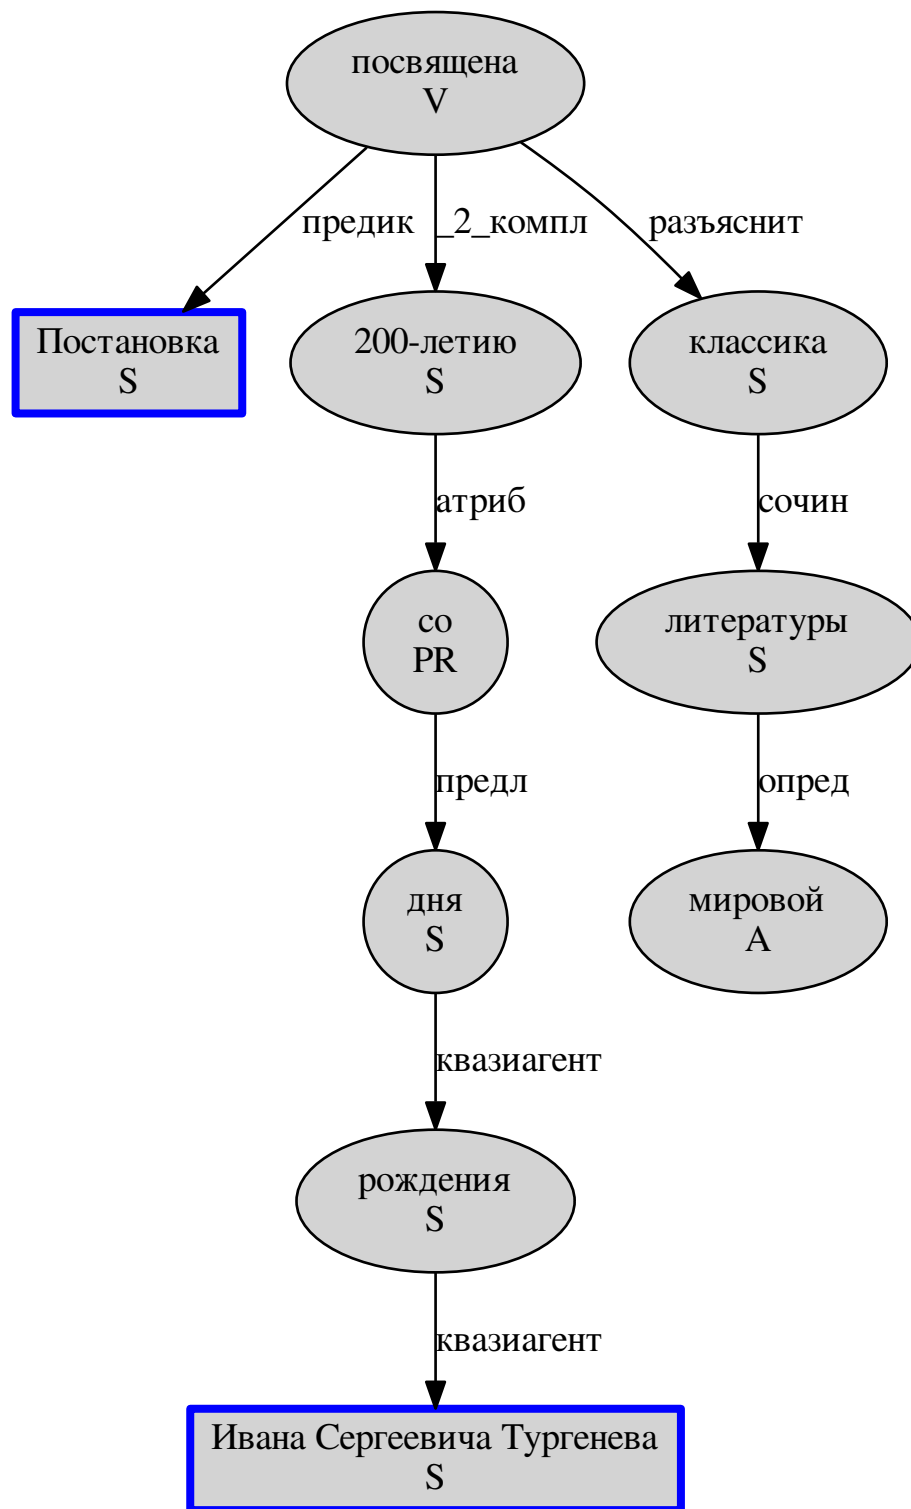 посвящена
V
предик
_2_компл
разъяснит
Постановка
S
200-летию
S
классика
S
атриб
сочин
со
PR
литературы
S
предл
опред
дня
S
мировой
A
квазиагент
рождения
S
квазиагент
Ивана Сергеевича Тургенева
S